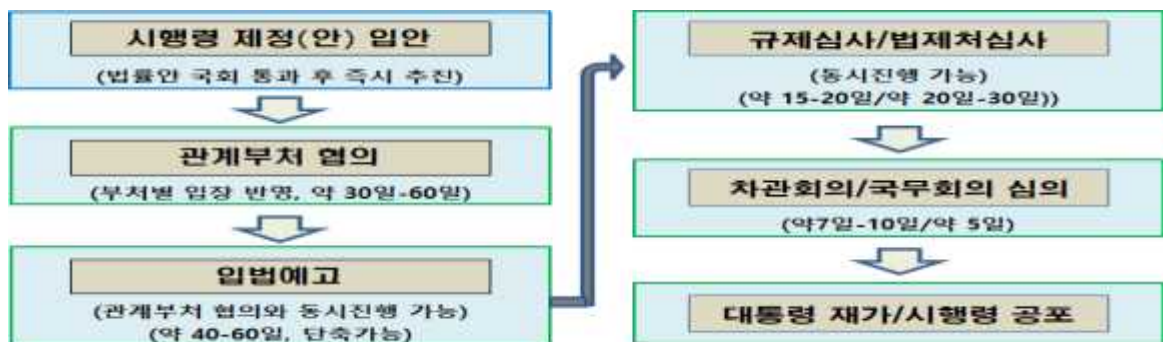 시행령 제정(안) 입안
(법률안 국회 통과 후 즉시 추진)
관계부처 협의
(부처별 입장 반영, 약 30일-60일)
입법예고
(관계부처 협의와 동시진행 가능)
(약 40-60일, 단축가능)
규제심사/법제처심사
(동시진행 가능)
(약 15-20일/약 20일-30일))
차관회의/국무회의 심의
(약7일-10일/약 5일)
대통령 재가/시행령 공포